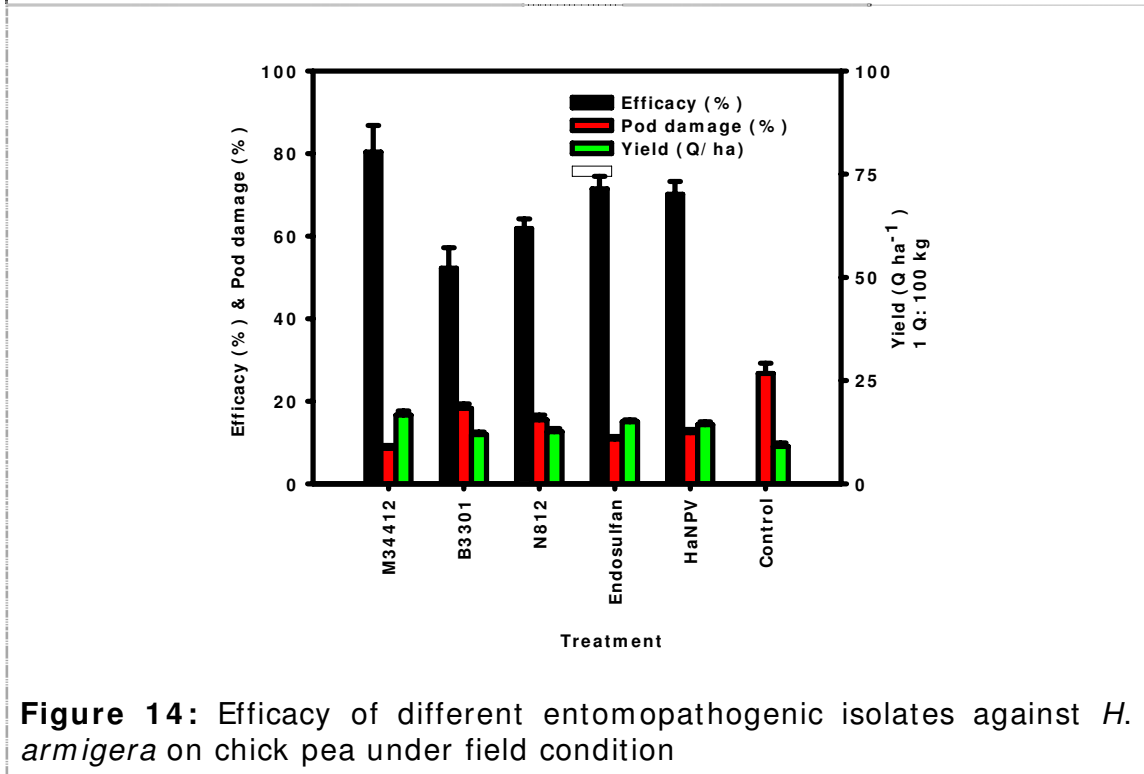 100
80
60
40
20
0
Efficacy (%) & Pod damage (%)
Efficacy (%)
Pod damage (%)
Yield (Q/ ha)
100
75
50
25
0
Yield (Q ha⁻¹)
1 Q: 100 kg
M34412
B3301
N812
Endosulfan
HaNPV
Control
Treatment
Figure 14: Efficacy of different entomopathogenic isolates against H.
armigera on chick pea under field condition